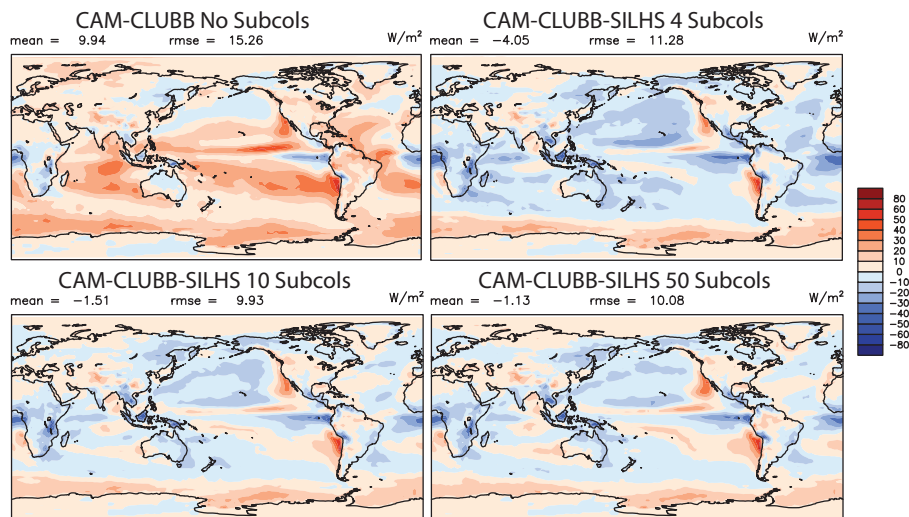 CAM-CLUBB No Subcols
mean = 9.94 rmse = 15.26 W/m²
CAM-CLUBB-SILHS 4 Subcols
mean = −4.05 rmse = 11.28 W/m²
80
60
50
40
30
20
10
0
−10
−20
−30
−40
−50
−60
−80
CAM-CLUBB-SILHS 10 Subcols
mean = −1.51 rmse = 9.93 W/m²
CAM-CLUBB-SILHS 50 Subcols
mean = −1.13 rmse = 10.08 W/m²